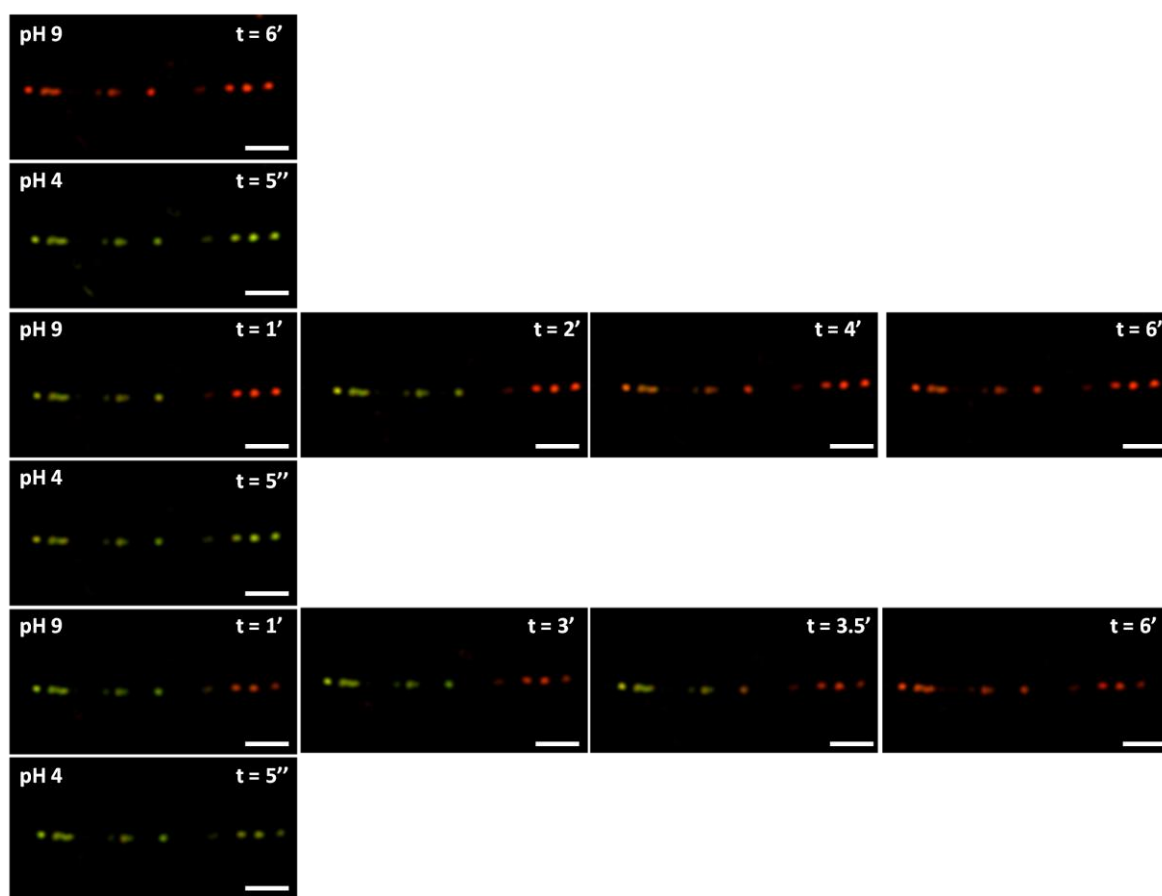 pH 9 t = 6’
pH 4 t = 5’’
pH 9 t = 1’ t = 2’ t = 4’ t = 6’
pH 4 t = 5’’
pH 9 t = 1’ t = 3’ t = 3.5’ t = 6’
pH 4 t = 5’’